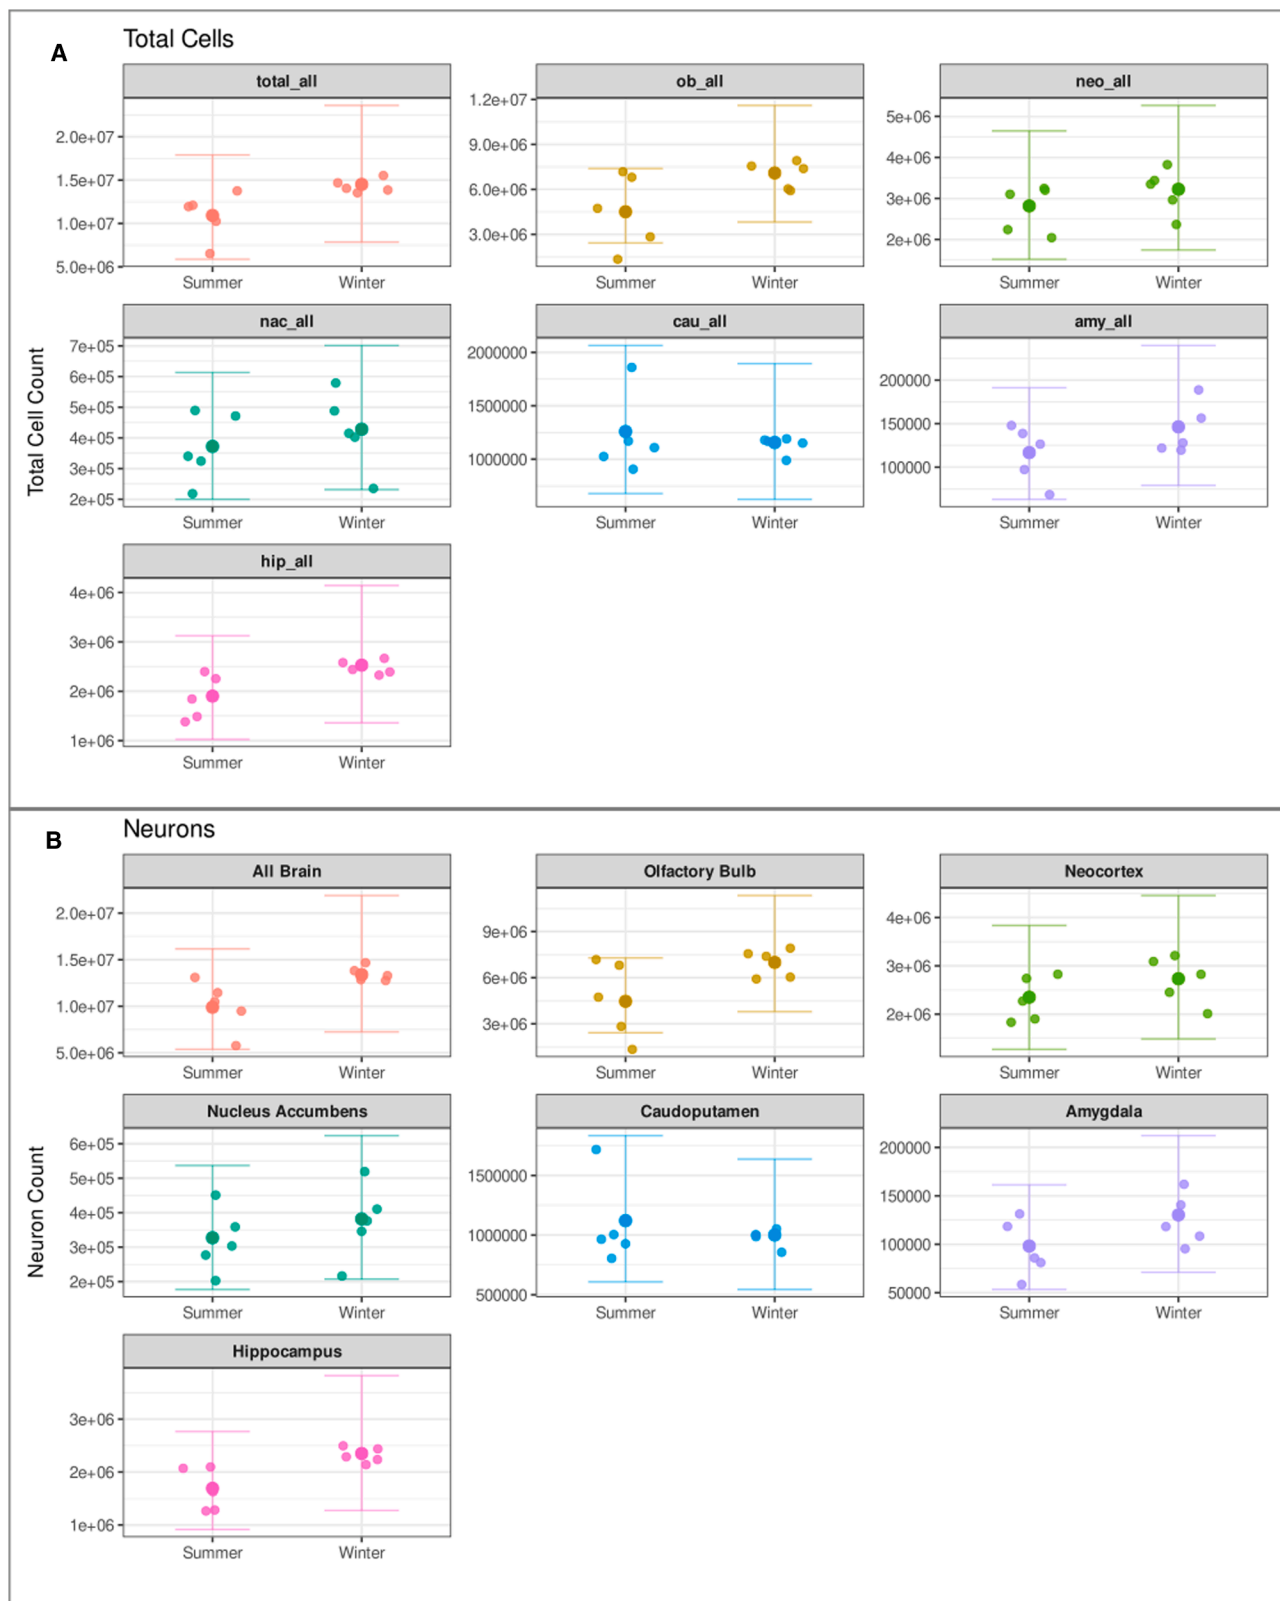 A
Total Cells
total_all
ob_all
neo_all
2.0e+07
1.5e+07
1.0e+07
5.0e+06
1.2e+07
9.0e+06
6.0e+06
3.0e+06
5e+06
4e+06
3e+06
2e+06
Summer Winter
Summer Winter
Summer Winter
Total Cell Count
nac_all
cau_all
amy_all
7e+05
6e+05
5e+05
4e+05
3e+05
2e+05
2000000
1500000
1000000
200000
150000
100000
Summer Winter
Summer Winter
Summer Winter
hip_all
4e+06
3e+06
2e+06
1e+06
Summer Winter
B
Neurons
All Brain
Olfactory Bulb
Neocortex
2.0e+07
1.5e+07
1.0e+07
5.0e+06
9e+06
6e+06
3e+06
4e+06
3e+06
2e+06
Summer Winter
Summer Winter
Summer Winter
Neuron Count
Nucleus Accumbens
Caudoputamen
Amygdala
6e+05
5e+05
4e+05
3e+05
2e+05
1500000
1000000
500000
200000
150000
100000
50000
Summer Winter
Summer Winter
Summer Winter
Hippocampus
3e+06
2e+06
1e+06
Summer Winter